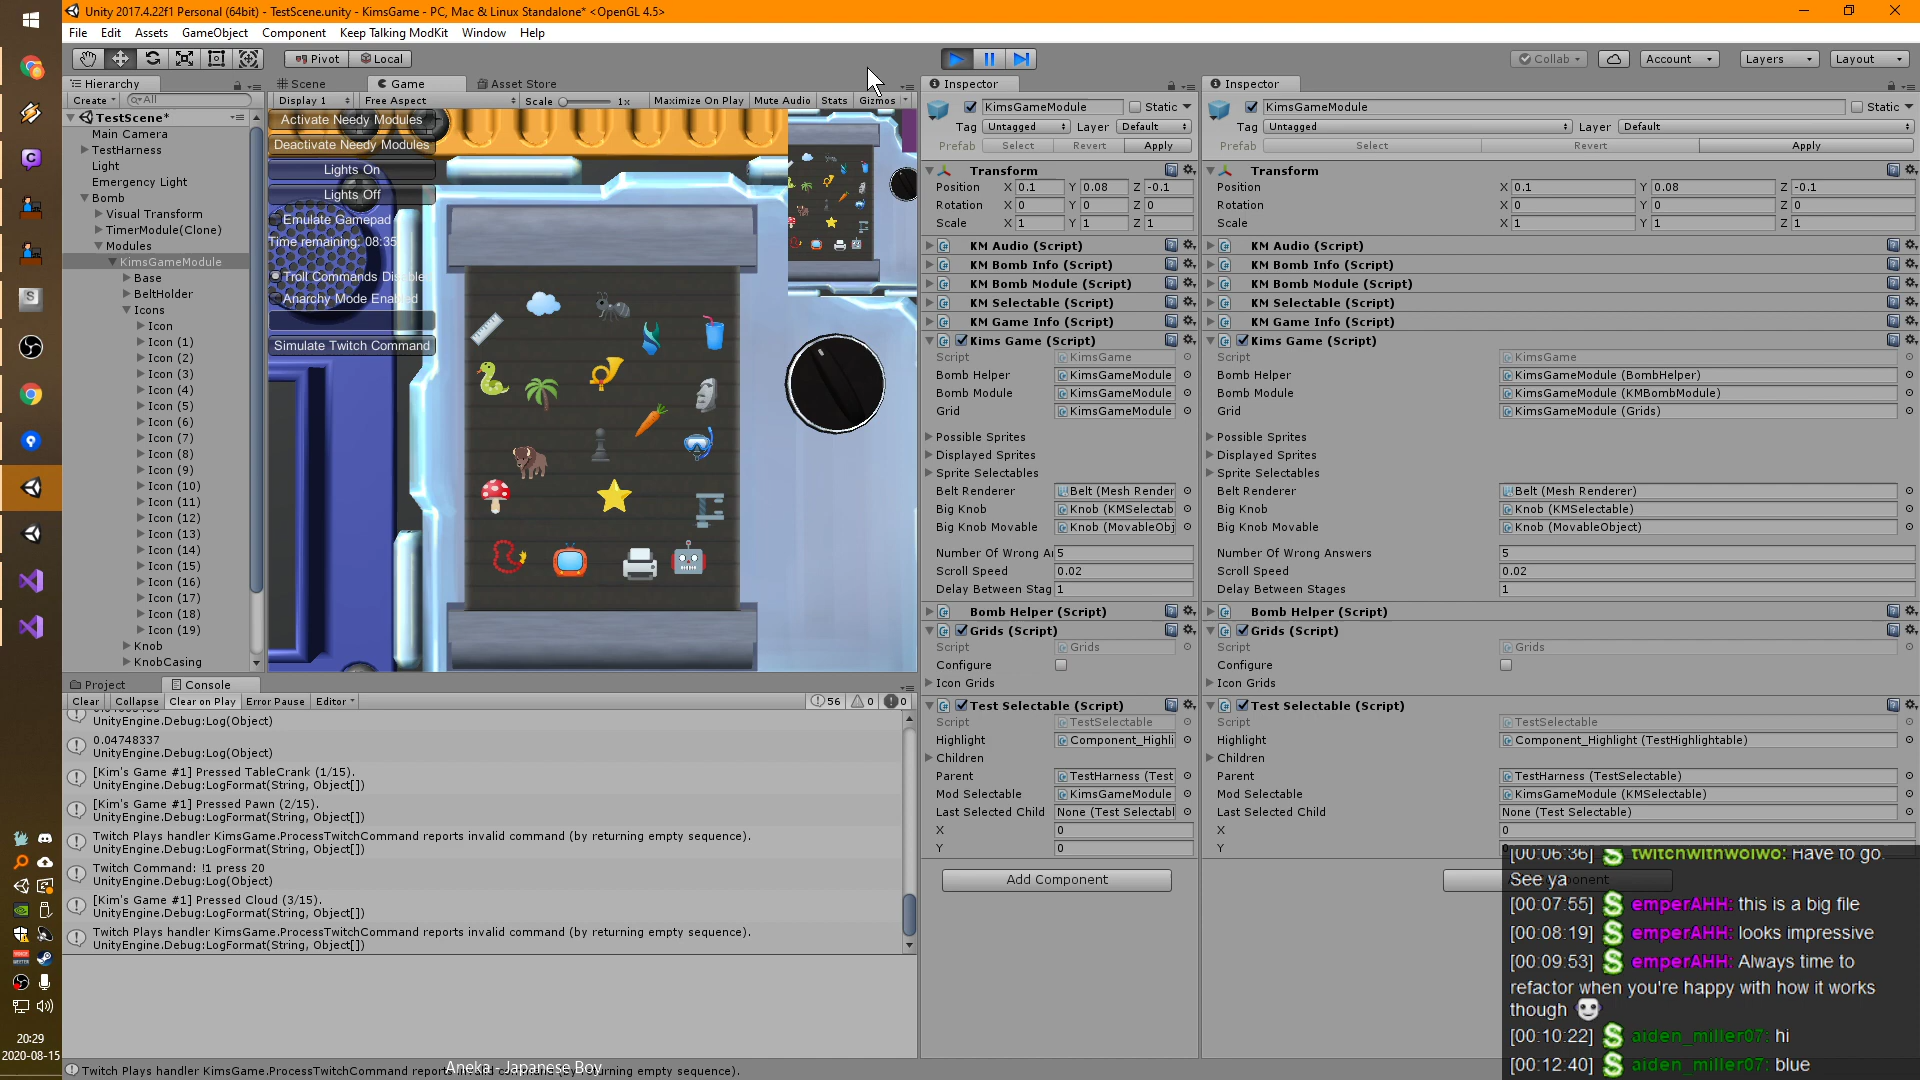 Unity 2017.4.22f1 Personal (64bit) - TestScene.unity - KimsGame - PC, Mac & Linux Standalone* <OpenGL 4.5>
File Edit Assets GameObject Component Keep Talking ModKit Window Help
Pivot Local Collab Account Layers Layout
Hierarchy
Create All
TestScene*
Main Camera
TestHarness
Light
Emergency Light
Bomb
Visual Transform
TimerModule(Clone)
Modules
KimsGameModule
Base
BeltHolder
Icons
Icon
Icon (1)
Icon (2)
Icon (3)
Icon (4)
Icon (5)
Icon (6)
Icon (7)
Icon (8)
Icon (9)
Icon (10)
Icon (11)
Icon (12)
Icon (13)
Icon (14)
Icon (15)
Icon (16)
Icon (17)
Icon (18)
Icon (19)
Knob
KnobCasing
Scene Game Asset Store
Display 1 Free Aspect Scale 1x Maximize On Play Mute Audio Stats Gizmos
Activate Needy Modules
Deactivate Needy Modules
Lights On
Lights Off
Emulate Gamepad
Time remaining: 08:35
Troll Commands
Anarchy Mode Enabled
Simulate Twitch Command
Project Console
Clear Collapse Clear on Play Error Pause Editor 56 0 0
UnityEngine.Debug:Log(Object)
0.04748337
UnityEngine.Debug:Log(Object)
[Kim's Game #1] Pressed TableCrank (1/15).
UnityEngine.Debug:LogFormat(String, Object[])
[Kim's Game #1] Pressed Pawn (2/15).
UnityEngine.Debug:LogFormat(String, Object[])
Twitch Plays handler KimsGame.ProcessTwitchCommand reports invalid command (by returning empty sequence).
UnityEngine.Debug:LogFormat(String, Object[])
Twitch Command: !1 press 20
UnityEngine.Debug:Log(Object)
[Kim's Game #1] Pressed Cloud (3/15).
UnityEngine.Debug:LogFormat(String, Object[])
Twitch Plays handler KimsGame.ProcessTwitchCommand reports invalid command (by returning empty sequence).
UnityEngine.Debug:LogFormat(String, Object[])
Twitch Plays handler KimsGame.ProcessTwitchCommand reports
returning empty sequence).
Aneka - Japanese Boy
Inspector
KimsGameModule Static
Tag Untagged Layer Default
Prefab Select Revert Apply
Transform
Position X 0.1 Y 0.08 Z -0.1
Rotation X 0 Y 0 Z 0
Scale X 1 Y 1 Z 1
KM Audio (Script)
KM Bomb Info (Script)
KM Bomb Module (Script)
KM Selectable (Script)
KM Game Info (Script)
Kims Game (Script)
Script KimsGame
Bomb Helper KimsGameModule
Bomb Module KimsGameModule
Grid KimsGameModule
Possible Sprites
Displayed Sprites
Sprite Selectables
Belt Renderer Belt (Mesh Render
Big Knob Knob (KMSelectab
Big Knob Movable Knob (MovableObj
Number Of Wrong A 5
Scroll Speed 0.02
Delay Between Stag 1
Bomb Helper (Script)
Grids (Script)
Script Grids
Configure
Icon Grids
Test Selectable (Script)
Script TestSelectable
Highlight Component_Highli
Children
Parent TestHarness (Test
Mod Selectable KimsGameModule
Last Selected Child None (Test Selectabl
X 0
Y 0
Add Component
Inspector
KimsGameModule Static
Tag Untagged Layer Default
Prefab Select Revert Apply
Transform
Position X 0.1 Y 0.08 Z -0.1
Rotation X 0 Y 0 Z 0
Scale X 1 Y 1 Z 1
KM Audio (Script)
KM Bomb Info (Script)
KM Bomb Module (Script)
KM Selectable (Script)
KM Game Info (Script)
Kims Game (Script)
Script KimsGame
Bomb Helper KimsGameModule (BombHelper)
Bomb Module KimsGameModule (KMBombModule)
Grid KimsGameModule (Grids)
Possible Sprites
Displayed Sprites
Sprite Selectables
Belt Renderer Belt (Mesh Renderer)
Big Knob Knob (KMSelectable)
Big Knob Movable Knob (MovableObject)
Number Of Wrong Answers 5
Scroll Speed 0.02
Delay Between Stages 1
Bomb Helper (Script)
Grids (Script)
Script Grids
Configure
Icon Grids
Test Selectable (Script)
Script TestSelectable
Highlight Component_Highlight (TestHighlightable)
Children
Parent TestHarness (TestSelectable)
Mod Selectable KimsGameModule (KMSelectable)
Last Selected Child None (Test Selectable)
X 0
Y
[00:06:36] twitchwithwolwo: Have to go.
See ya
[00:07:55] emperAHH: this is a big file
[00:08:19] emperAHH: looks impressive
[00:09:53] emperAHH: Always time to
refactor when you're happy with how it works
though
[00:10:22] aiden_miller07: hi
[00:12:40] aiden_miller07: blue
20:29
2020-08-15